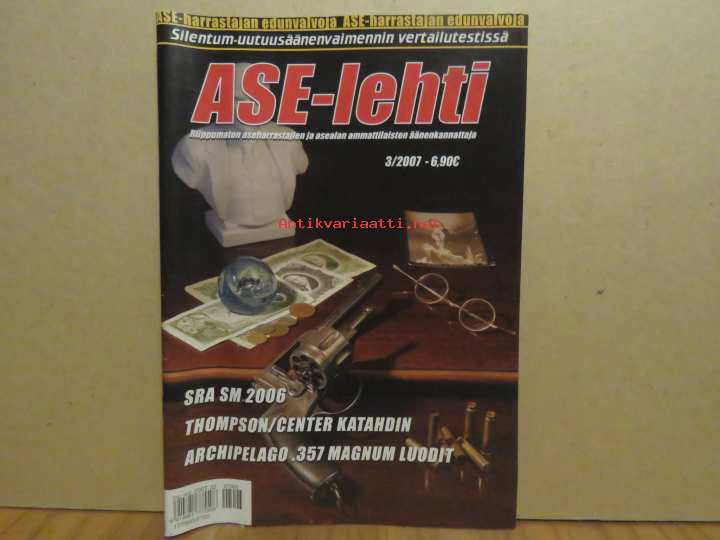 ASE-harrastajan edunvalvoja ASE-harrastajan edunvalvoja
Silentum-uutuusäänenvaimennin vertailutestissä
ASE-lehti
Riippumaton aseharrastajien ja asealan ammattilaisten äänenkannattaja
3/2007 - 6,90€
Antikvariaatti.net
SRA SM 2006
THOMPSON/CENTER KATAHDIN
ARCHIPELAGO .357 MAGNUM LUODIT